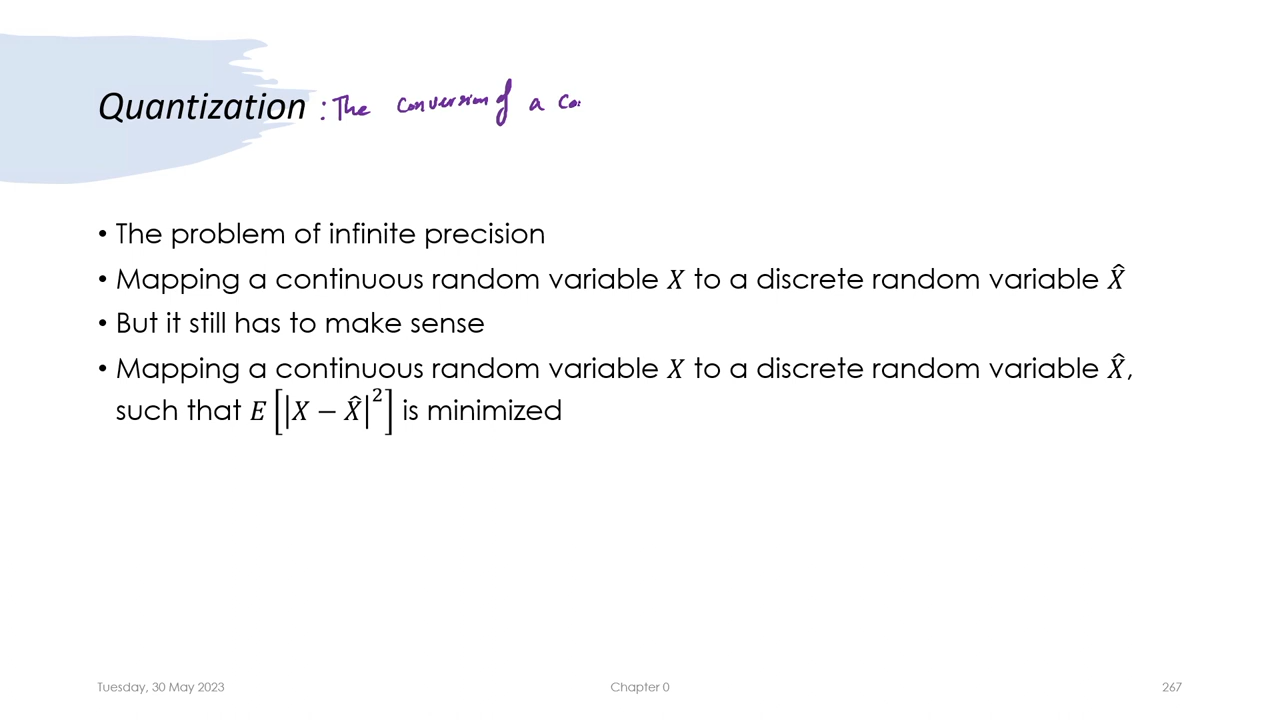 Quantization : The conversion of a Co
• The problem of infinite precision
• Mapping a continuous random variable X to a discrete random variable X̂
• But it still has to make sense
• Mapping a continuous random variable X to a discrete random variable X̂,
such that E[|X − X̂|²] is minimized
Tuesday, 30 May 2023 Chapter 0 267